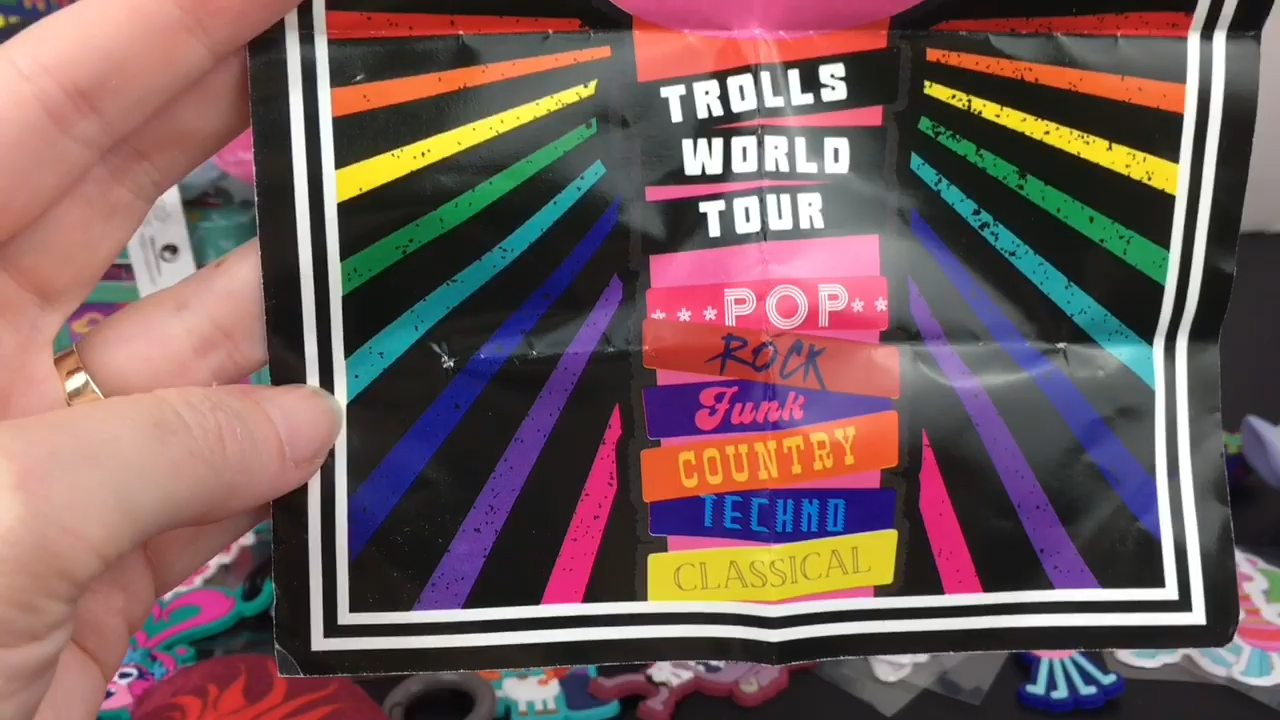 TROLLS
WORLD
TOUR
***POP**
ROCK
Funk
COUNTRY
TECHNO
CLASSICAL